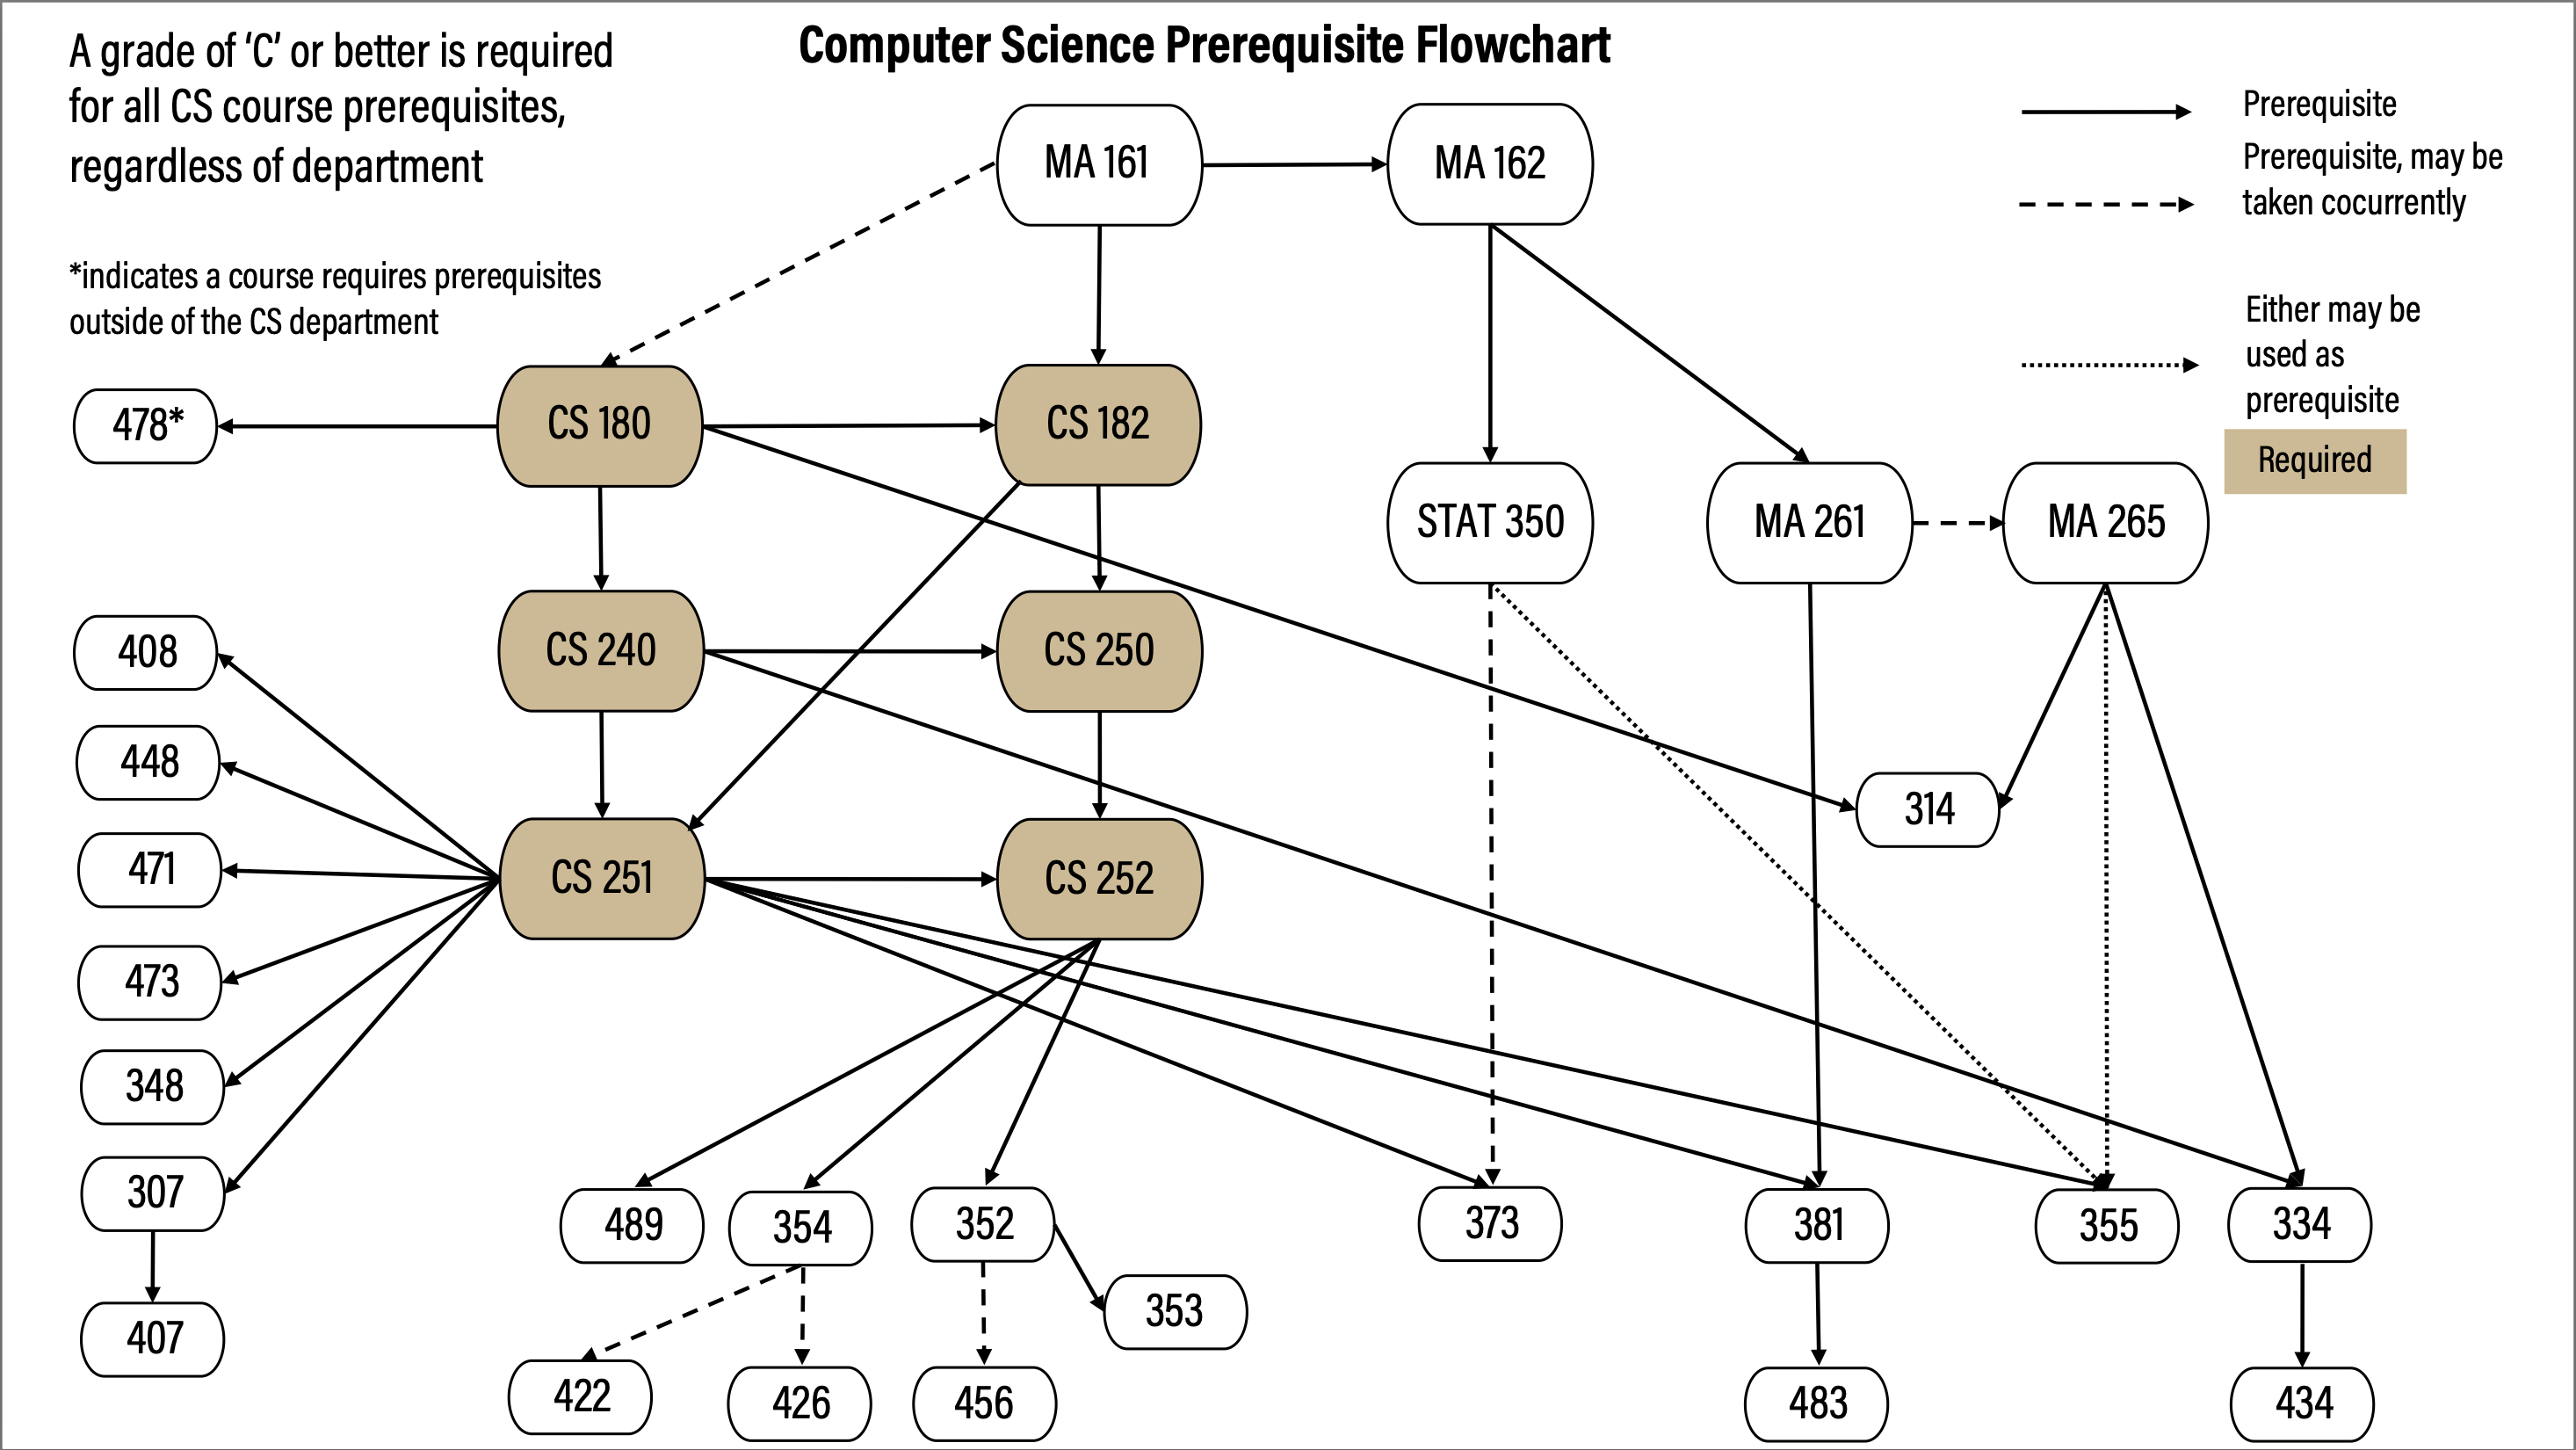 Computer Science Prerequisite Flowchart
A grade of ‘C’ or better is required
for all CS course prerequisites,
regardless of department
*indicates a course requires prerequisites
outside of the CS department
Prerequisite
Prerequisite, may be
taken cocurrently
Either may be
used as
prerequisite
Required
MA 161
MA 162
478*
CS 180
CS 182
STAT 350
MA 261
MA 265
408
CS 240
CS 250
448
314
471
CS 251
CS 252
473
348
307
489
354
352
373
381
355
334
353
407
422
426
456
483
434